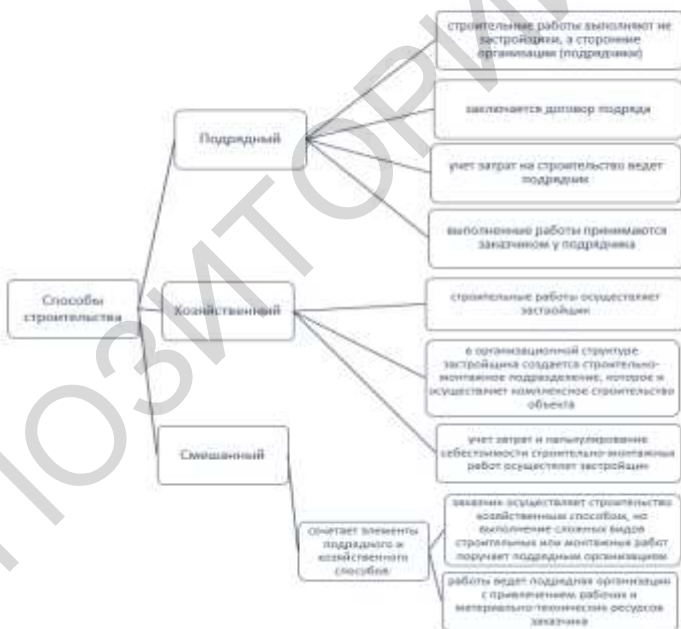 строительные работы выполняют не
застройщики, а сторонние
организации (подрядчики)
Подрядный
заключается договор подряда
учет затрат на строительство ведет
подрядчик
выполненные работы принимаются
заказчиком у подрядчика
Способы
строительства
Хозяйственный
строительные работы осуществляет
застройщик
в организационной структуре
застройщика создается строительно-
монтажное подразделение, которое и
осуществляет комплексное строительство
объекта
учет затрат и калькулирование
себестоимости строительно-монтажных
работ осуществляет застройщик
Смешанный
сочетает элементы
подрядного и
хозяйственного
способов:
заказчик осуществляет строительство
хозяйственным способом, но
выполнение сложных видов
строительных или монтажных работ
поручает подрядным организациям
работы ведет подрядная организация
с привлечением рабочих и
материально-технических ресурсов
заказчика
ПОЗИТОРИ